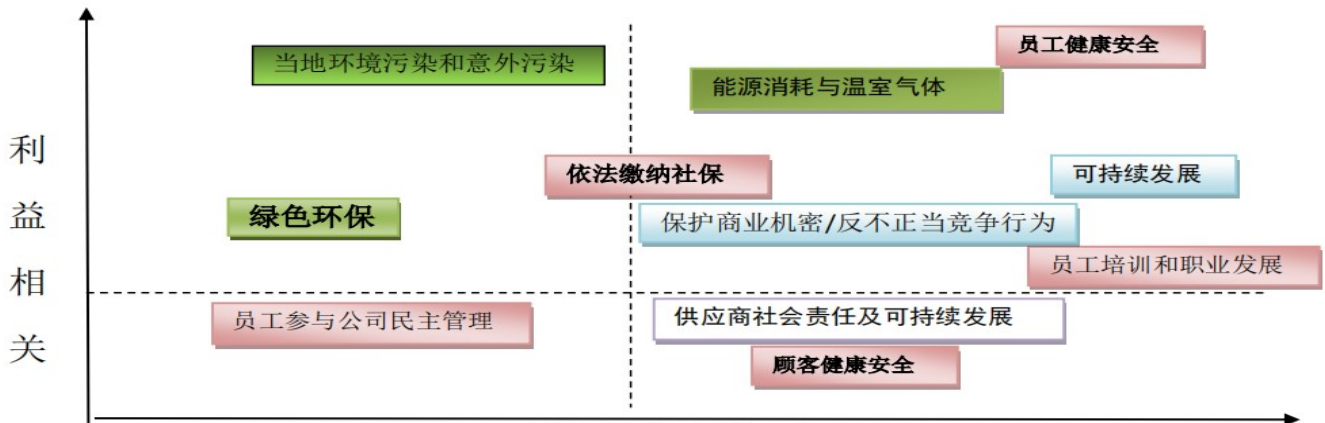 员工健康安全
当地环境污染和意外污染
能源消耗与温室气体
利益相关
依法缴纳社保
可持续发展
绿色环保
保护商业机密/反不正当竞争行为
员工培训和职业发展
员工参与公司民主管理
供应商社会责任及可持续发展
顾客健康安全